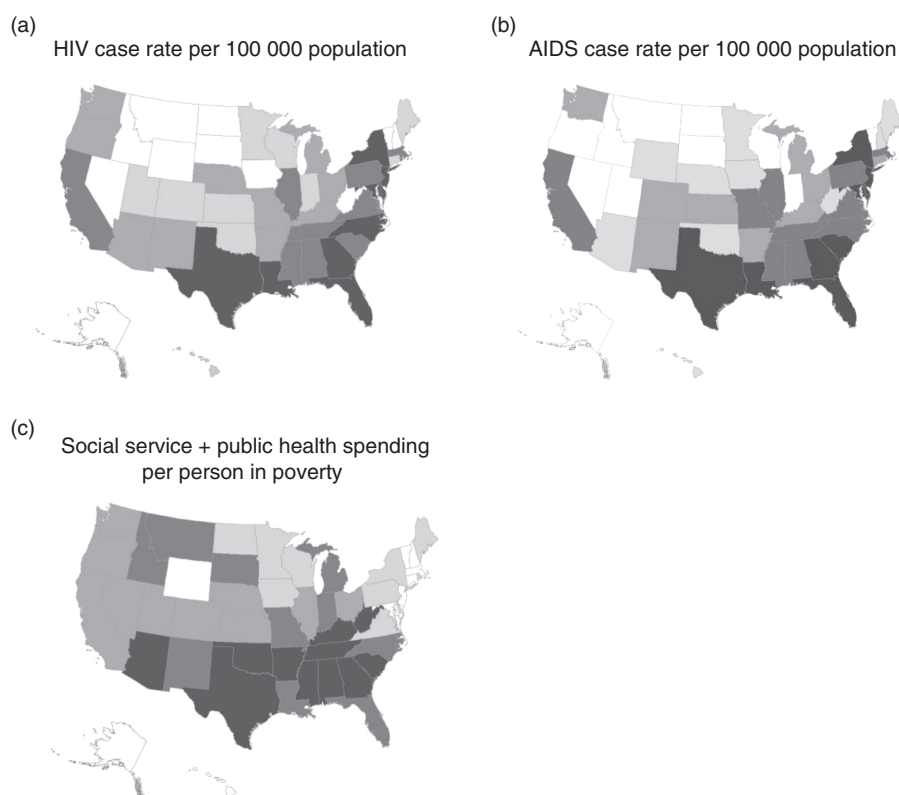 (a)
HIV case rate per 100 000 population
(b)
AIDS case rate per 100 000 population
(c)
Social service + public health spending
per person in poverty